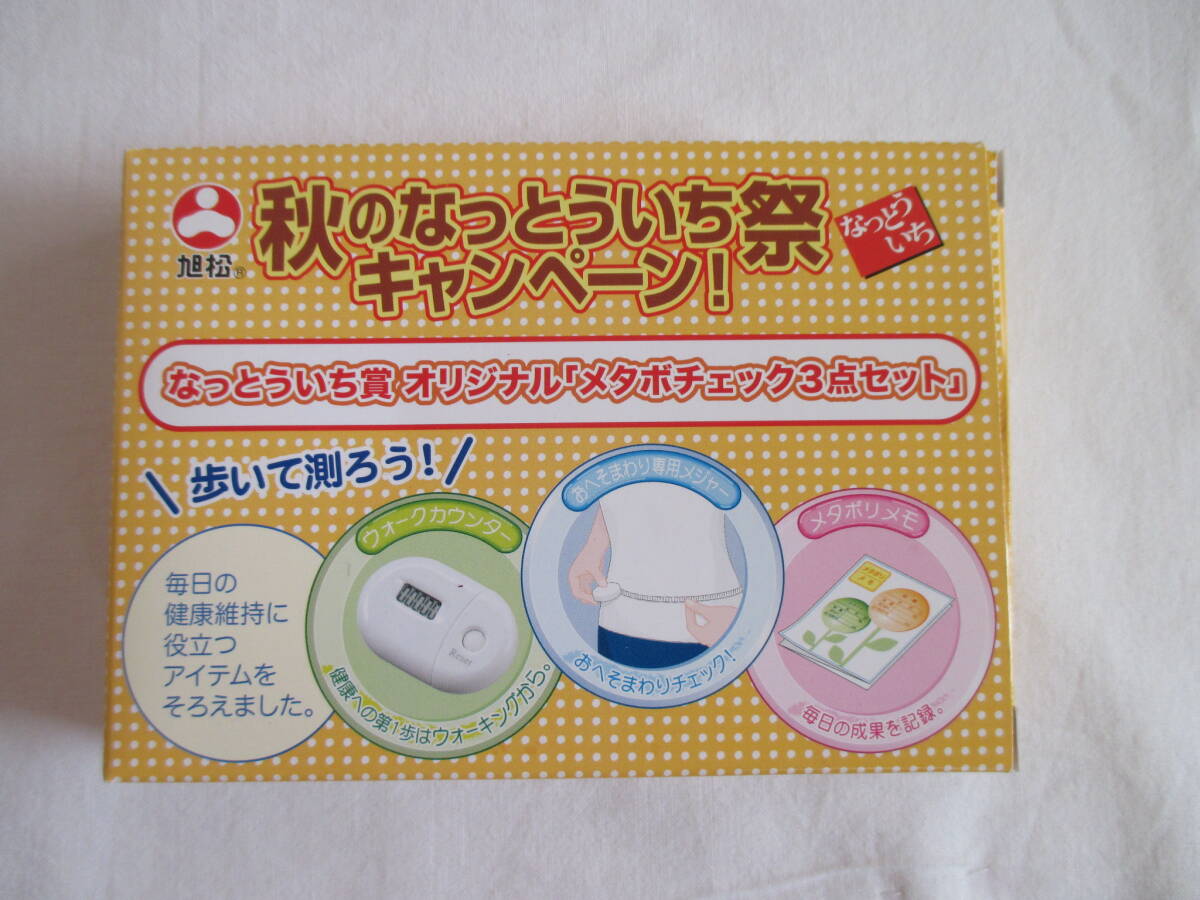 旭松®
秋のなっとういち祭
キャンペーン!
なっとう
いち
なっとういち賞 オリジナル「メタボチェック3点セット」
歩いて測ろう!
毎日の
健康維持に
役立つ
アイテムを
そろえました。
ウォークカウンター
Reset
健康への第1歩はウォーキングから。
おへそまわり専用メジャー
おへそまわりチェック!
メタボリメモ
毎日の成果を記録。